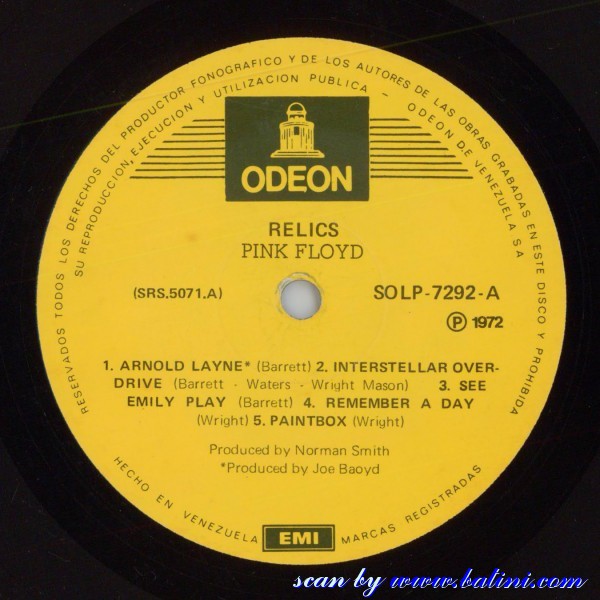 RESERVADOS TODOS LOS DERECHOS DEL PRODUCTOR FONOGRAFICO Y DE LOS AUTORES DE LAS OBRAS GRABADAS EN ESTE DISCO Y PROHIBIDA
SU REPRODUCCION, EJECUCION Y UTILIZACION PUBLICA - ODEON DE VENEZUELA S A
ODEON
RELICS
PINK FLOYD
(SRS.5071.A) SOLP-7292-A
Ⓟ 1972
1. ARNOLD LAYNE* (Barrett) 2. INTERSTELLAR OVER-
DRIVE (Barrett - Waters - Wright Mason) 3. SEE
EMILY PLAY (Barrett) 4. REMEMBER A DAY
(Wright) 5. PAINTBOX (Wright)
Produced by Norman Smith
*Produced by Joe Baoyd
HECHO EN VENEZUELA EMI MARCAS REGISTRADAS
scan by www.batini.com